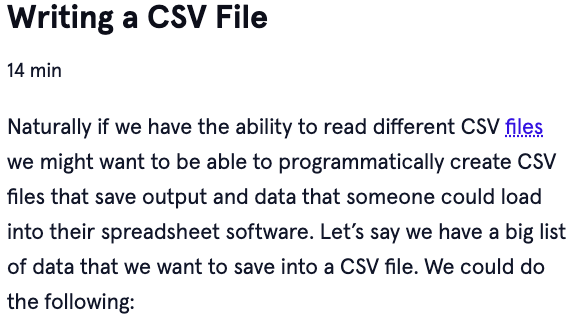 Writing a CSV File
14 min
Naturally if we have the ability to read different CSV files
we might want to be able to programmatically create CSV
files that save output and data that someone could load
into their spreadsheet software. Let’s say we have a big list
of data that we want to save into a CSV file. We could do
the following: